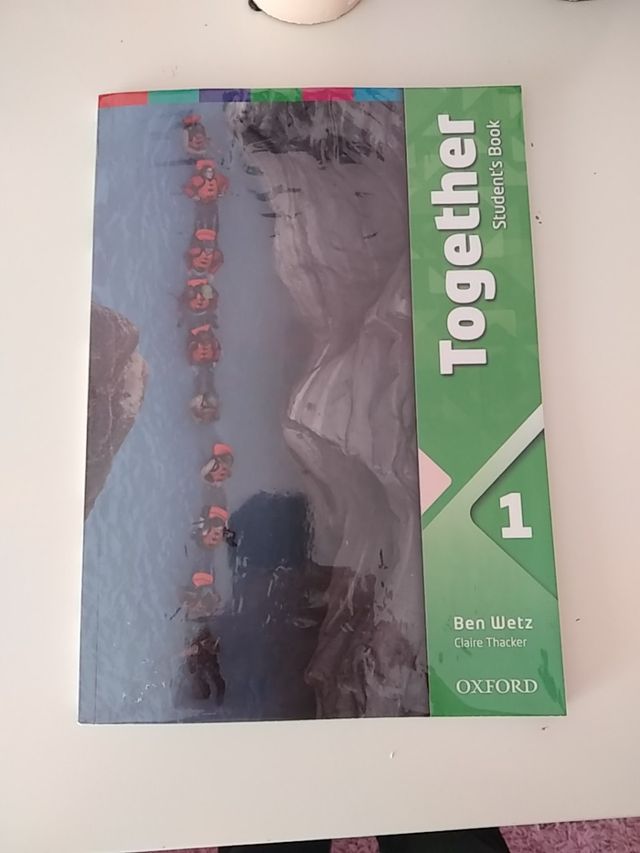 Together
Student's Book
1
Ben Wetz
Claire Thacker
OXFORD